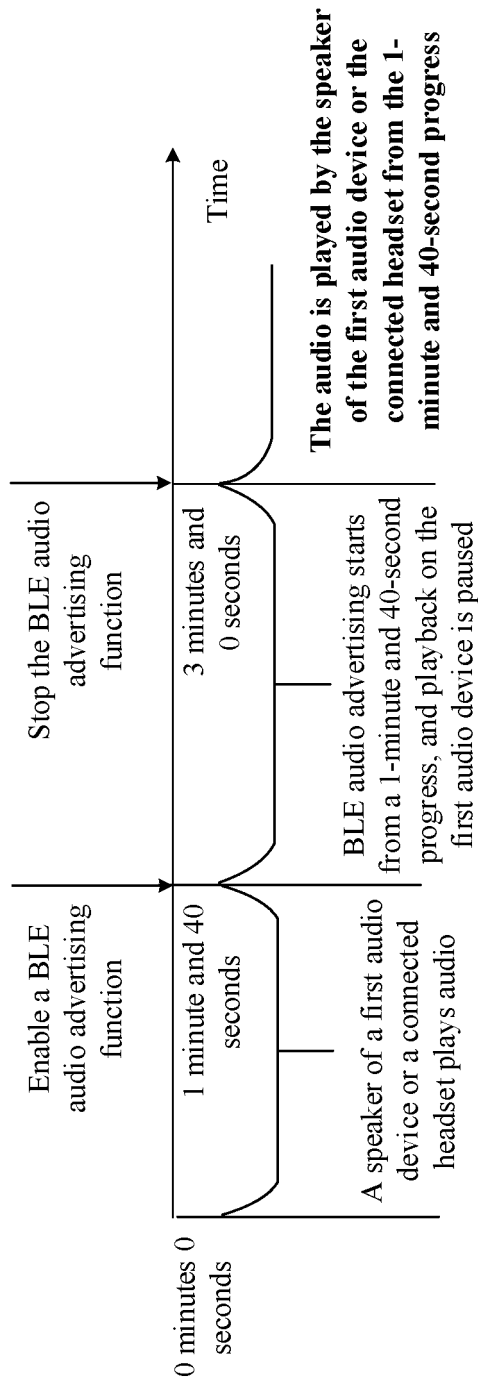 Enable a BLE
audio advertising
function
Stop the BLE audio
advertising
function
0 minutes 0
seconds
1 minute and 40
seconds
3 minutes and
0 seconds
Time
A speaker of a first audio
device or a connected
headset plays audio
BLE audio advertising starts
from a 1-minute and 40-second
progress, and playback on the
first audio device is paused
The audio is played by the speaker
of the first audio device or the
connected headset from the 1-
minute and 40-second progress